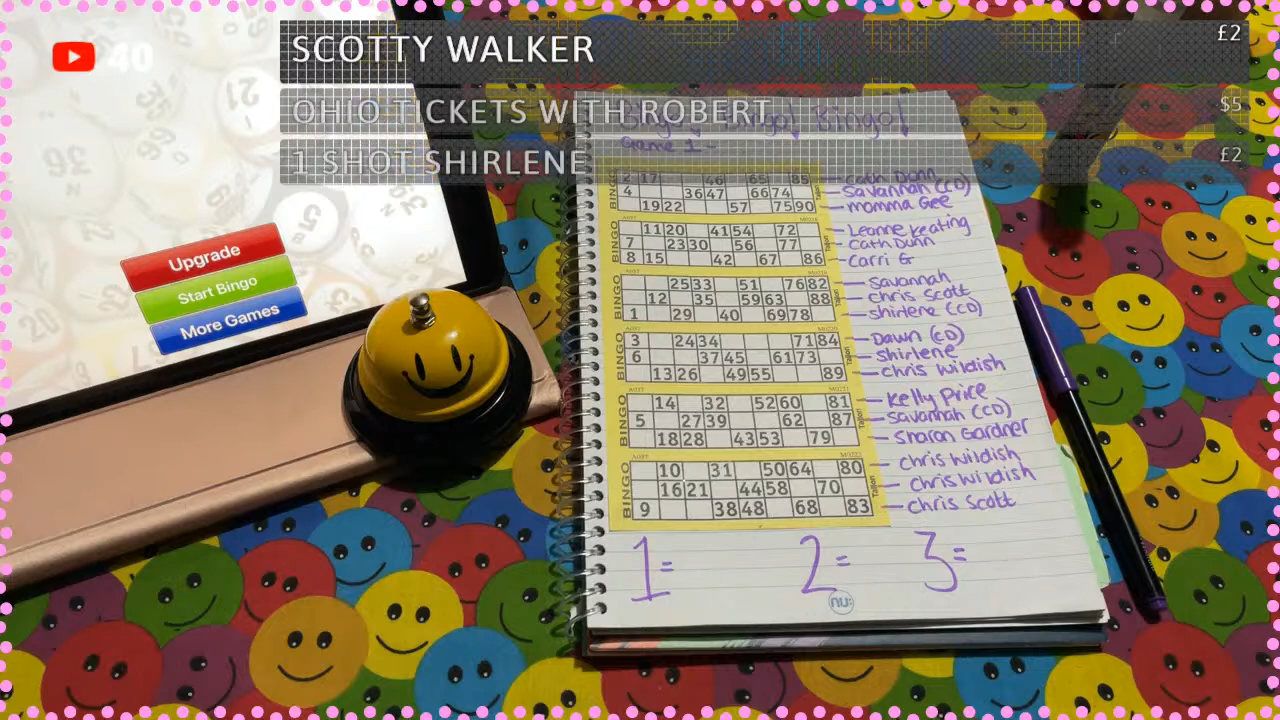 40
SCOTTY WALKER £2
OHIO TICKETS WITH ROBERT $5
1 SHOT SHIRLENE £2
Bingo! Bingo! Bingo!
Game 1 -
Upgrade
Start Bingo
More Games
BINGO
2 17 46 65 85 - Cath Dunn
4 36 47 66 74 - Savannah (CD)
19 22 57 75 90 - Momma Gee
BINGO
11 20 41 54 72 - Leanne Keating
7 23 30 56 77 - Cath Dunn
8 15 42 67 86 - Carri G
BINGO
25 33 51 76 82 - Savannah
12 35 59 63 88 - Chris Scott
1 29 40 69 78 - Shirlene (CD)
BINGO
3 24 34 71 84 - Dawn (CD)
6 37 45 61 73 - Shirlene
13 26 49 55 89 - Chris Wildish
BINGO
14 32 52 60 81 - Kelly Price
5 27 39 62 87 - Savannah (CD)
18 28 43 53 79 - Sharon Gardner
BINGO
10 31 50 64 80 - Chris Wildish
16 21 44 58 70 - Chris Wildish
9 38 48 68 83 - Chris Scott
1= 2= 3=
nu: